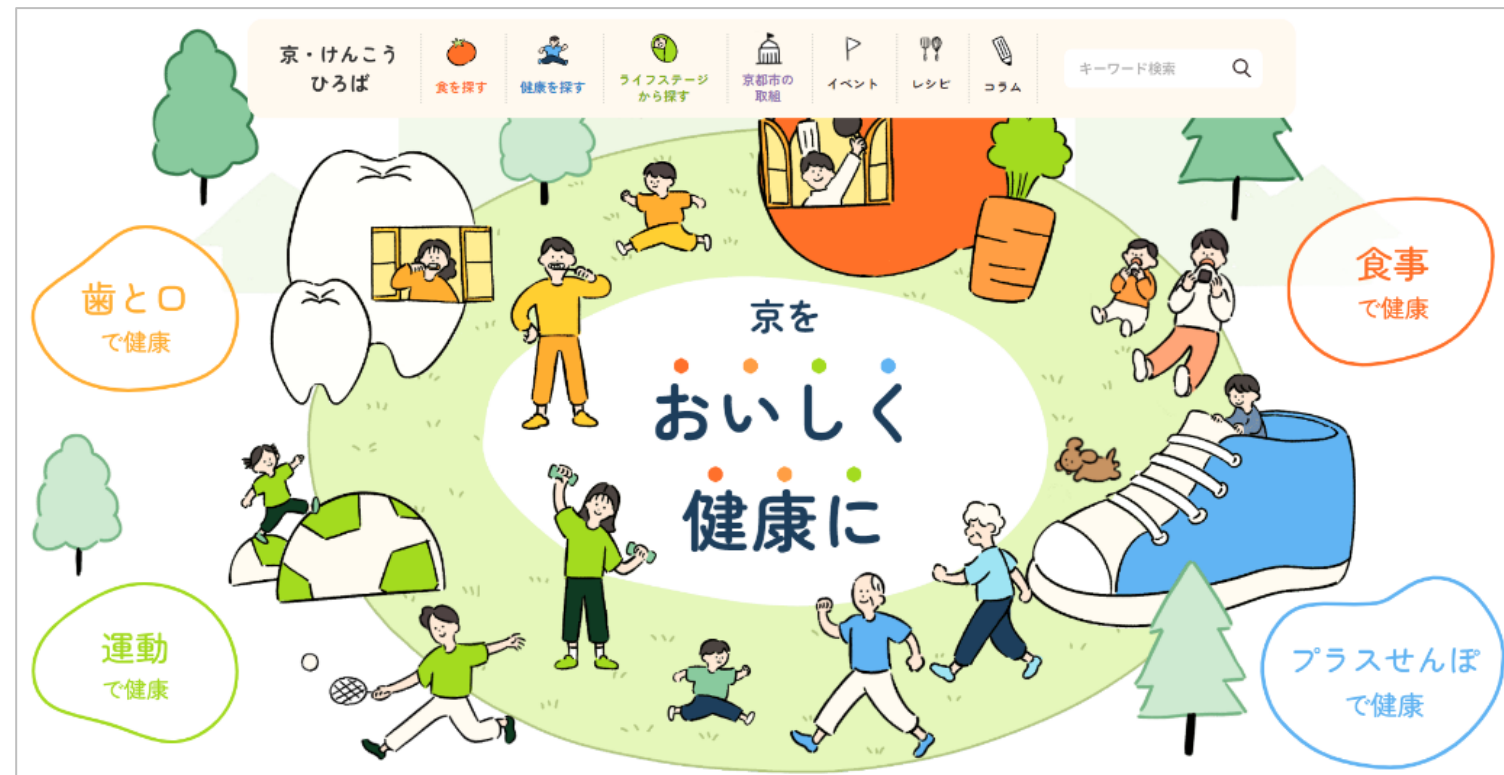 京・けんこう
ひろば
食を探す
健康を探す
ライフステージ
から探す
京都市の
取組
イベント
レシピ
コラム
キーワード検索
歯と口
で健康
食事
で健康
京を
おいしく
健康に
運動
で健康
プラスせんぽ
で健康